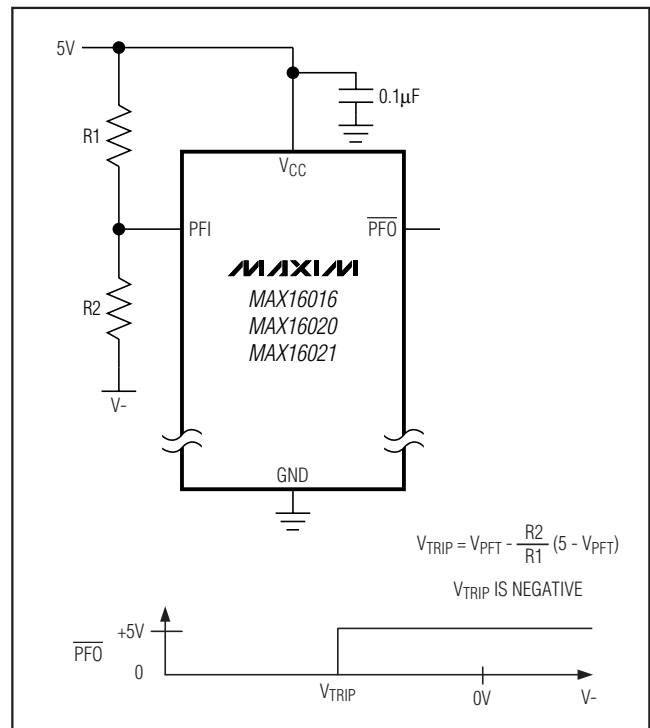 5V
0.1μF
R1
VCC
PFI
PFO
MAXIM
R2
MAX16016
MAX16020
MAX16021
V-
GND
VTRIP = VPFT - R2/R1 (5 - VPFT)
VTRIP IS NEGATIVE
+5V
PFO
0
VTRIP
0V
V-